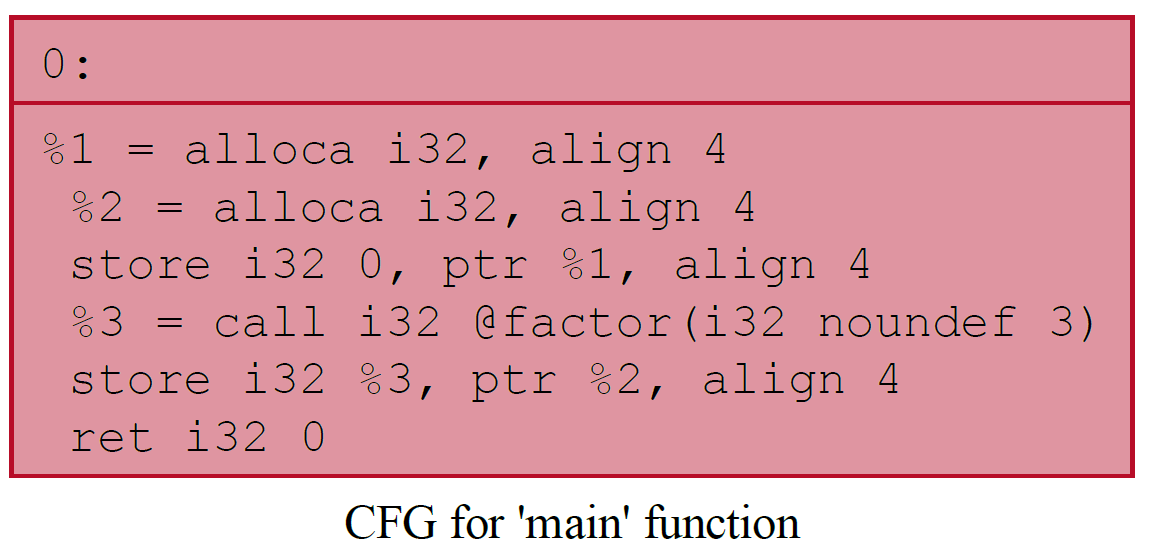 0:
%1 = alloca i32, align 4
%2 = alloca i32, align 4
store i32 0, ptr %1, align 4
%3 = call i32 @factor(i32 noundef 3)
store i32 %3, ptr %2, align 4
ret i32 0
CFG for 'main' function